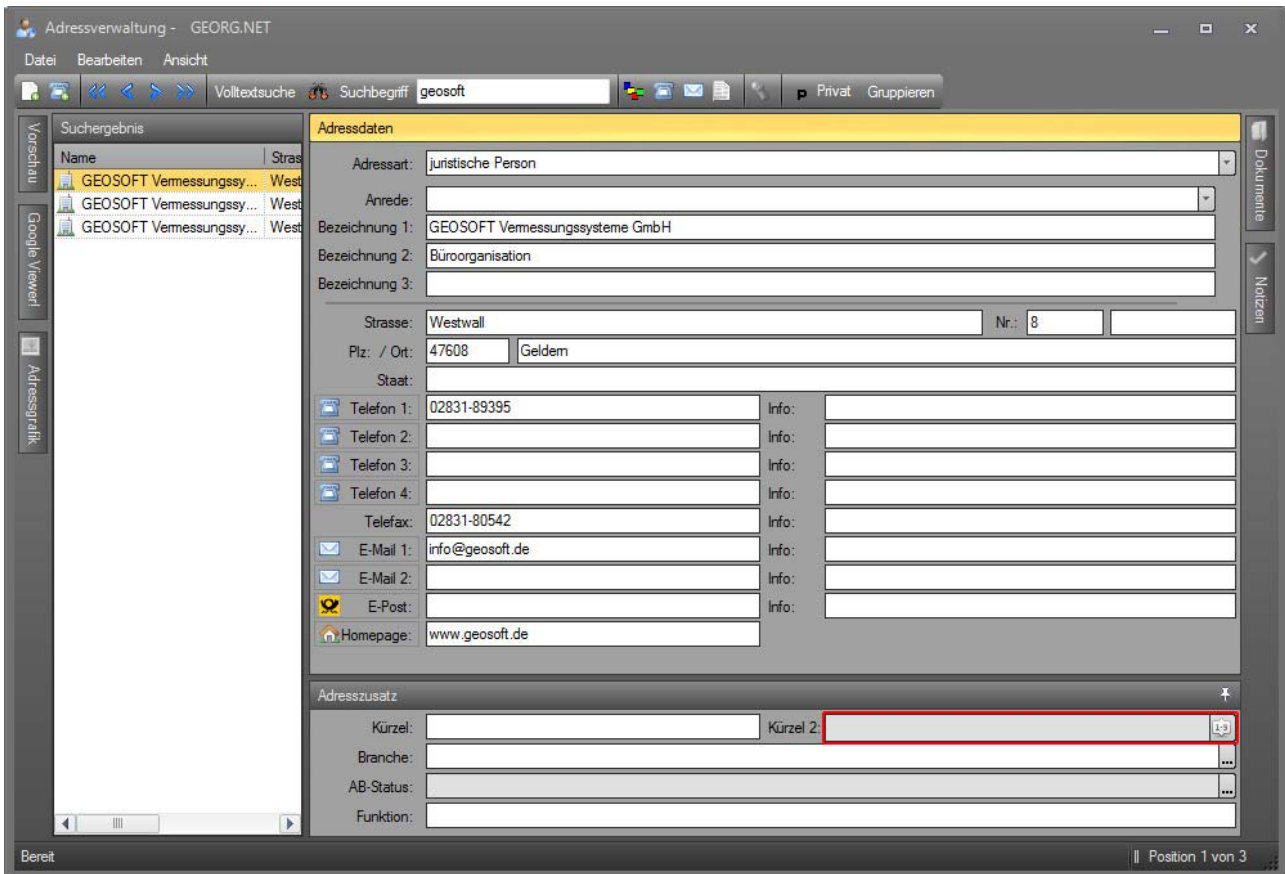 Adressverwaltung - GEORG.NET
Datei Bearbeiten Ansicht
Volltextsuche Suchbegriff geosoft P Privat Gruppieren
Vorschau
Google Viewer!
Adressgrafik
Suchergebnis
Name Stras
GEOSOFT Vermessungssy... West
GEOSOFT Vermessungssy... West
GEOSOFT Vermessungssy... West
Adressdaten
Adressart: juristische Person
Anrede:
Bezeichnung 1: GEOSOFT Vermessungssysteme GmbH
Bezeichnung 2: Büroorganisation
Bezeichnung 3:
Strasse: Westwall Nr.: 8
Plz: / Ort: 47608 Geldern
Staat:
Telefon 1: 02831-89395 Info:
Telefon 2: Info:
Telefon 3: Info:
Telefon 4: Info:
Telefax: 02831-80542 Info:
E-Mail 1: info@geosoft.de Info:
E-Mail 2: Info:
E-Post: Info:
Homepage: www.geosoft.de
Adresszusatz
Kürzel: Kürzel 2: 1-9
Branche: ...
AB-Status: ...
Funktion:
Dokumente
Notizen
Bereit Position 1 von 3